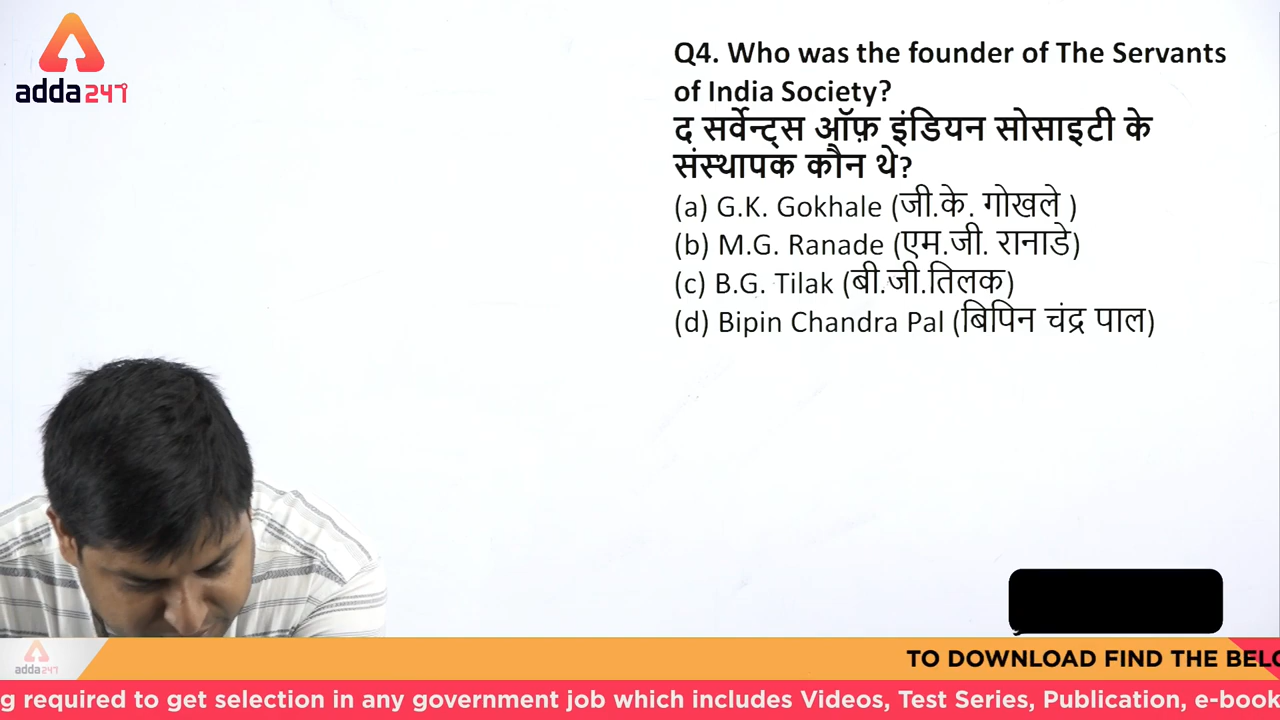 adda247
Q4. Who was the founder of The Servants
of India Society?
द सर्वेन्ट्स ऑफ़ इंडियन सोसाइटी के
संस्थापक कौन थे?
(a) G.K. Gokhale (जी.के. गोखले )
(b) M.G. Ranade (एम.जी. रानाडे)
(c) B.G. Tilak (बी.जी.तिलक)
(d) Bipin Chandra Pal (बिपिन चंद्र पाल)
adda247
TO DOWNLOAD FIND THE BELO
g required to get selection in any government job which includes Videos, Test Series, Publication, e-book